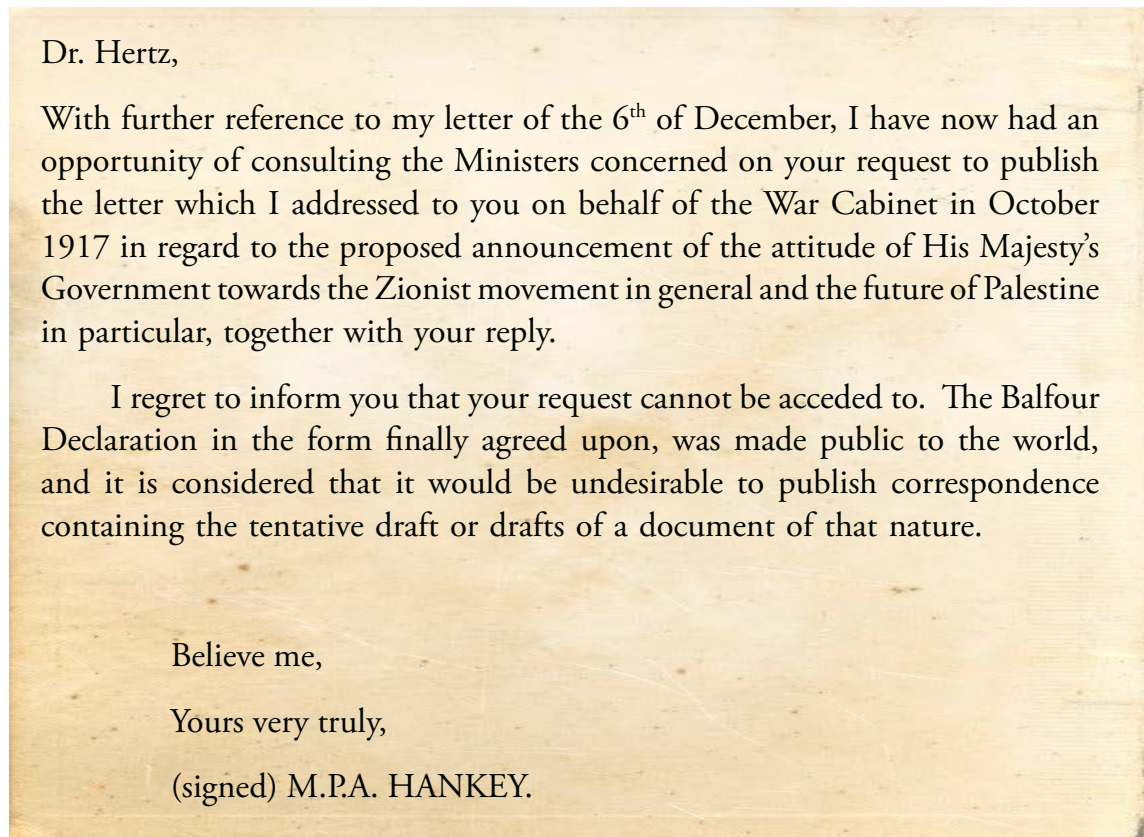 Dr. Hertz,
With further reference to my letter of the 6th of December, I have now had an
opportunity of consulting the Ministers concerned on your request to publish
the letter which I addressed to you on behalf of the War Cabinet in October
1917 in regard to the proposed announcement of the attitude of His Majesty’s
Government towards the Zionist movement in general and the future of Palestine
in particular, together with your reply.
I regret to inform you that your request cannot be acceded to. The Balfour
Declaration in the form finally agreed upon, was made public to the world,
and it is considered that it would be undesirable to publish correspondence
containing the tentative draft or drafts of a document of that nature.
Believe me,
Yours very truly,
(signed) M.P.A. HANKEY.